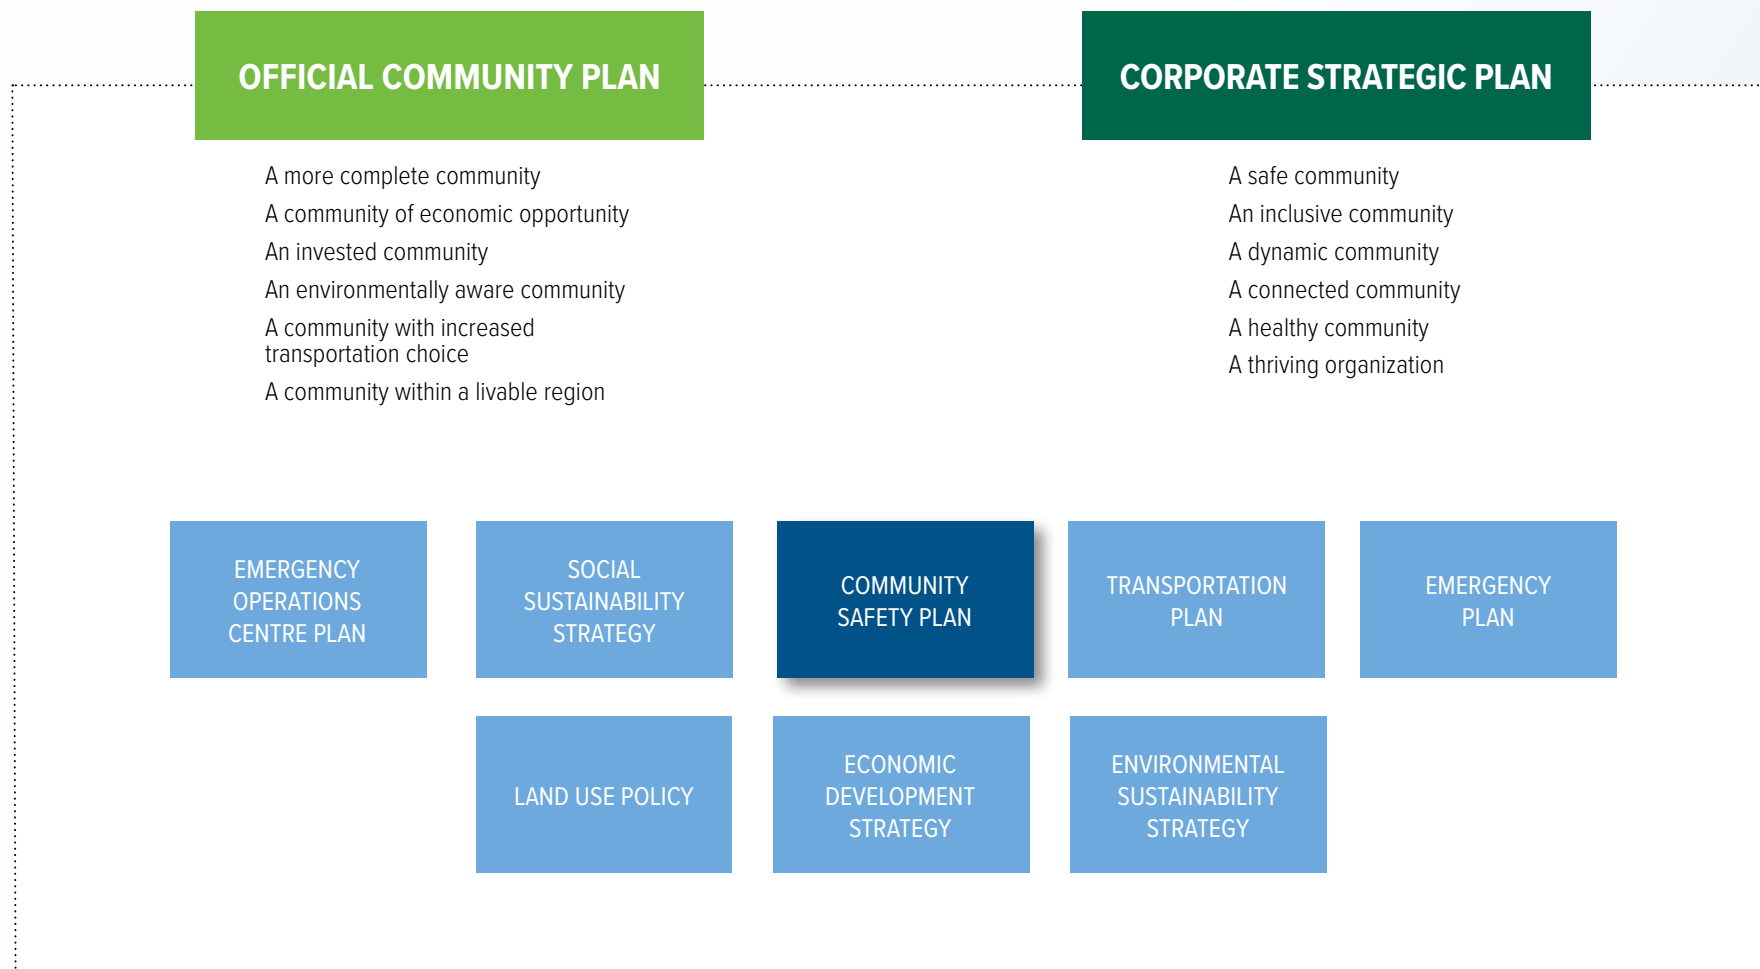 OFFICIAL COMMUNITY PLAN
A more complete community
A community of economic opportunity
An invested community
An environmentally aware community
A community with increased
transportation choice
A community within a livable region
CORPORATE STRATEGIC PLAN
A safe community
An inclusive community
A dynamic community
A connected community
A healthy community
A thriving organization
EMERGENCY
OPERATIONS
CENTRE PLAN
SOCIAL
SUSTAINABILITY
STRATEGY
COMMUNITY
SAFETY PLAN
TRANSPORTATION
PLAN
EMERGENCY
PLAN
LAND USE POLICY
ECONOMIC
DEVELOPMENT
STRATEGY
ENVIRONMENTAL
SUSTAINABILITY
STRATEGY